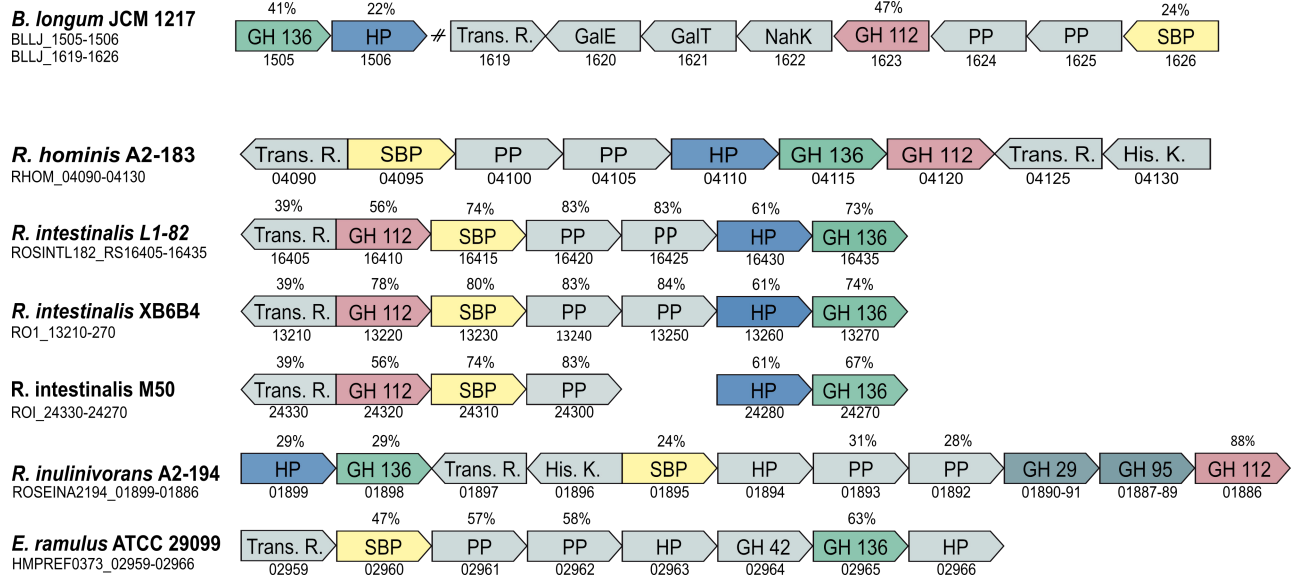 41% 22% 47% 24%
B. longum JCM 1217
GH 136 HP Trans. R. GalE GalT NahK GH 112 PP PP SBP
BLLJ_1505-1506
BLLJ_1619-1626
1505 1506 1619 1620 1621 1622 1623 1624 1625 1626
R. hominis A2-183
Trans. R. SBP PP PP HP GH 136 GH 112 Trans. R. His. K.
RHOM_04090-04130
04090 04095 04100 04105 04110 04115 04120 04125 04130
39% 56% 74% 83% 83% 61% 73%
R. intestinalis L1-82
Trans. R. GH 112 SBP PP PP HP GH 136
ROSINTL182_RS16405-16435
16405 16410 16415 16420 16425 16430 16435
39% 78% 80% 83% 84% 61% 74%
R. intestinalis XB6B4
Trans. R. GH 112 SBP PP PP HP GH 136
RO1_13210-270
13210 13220 13230 13240 13250 13260 13270
39% 56% 74% 83% 61% 67%
R. intestinalis M50
Trans. R. GH 112 SBP PP HP GH 136
ROI_24330-24270
24330 24320 24310 24300 24280 24270
29% 29% 24% 31% 28% 88%
R. inulinivorans A2-194
HP GH 136 Trans. R. His. K. SBP HP PP PP GH 29 GH 95 GH 112
ROSEINA2194_01899-01886
01899 01898 01897 01896 01895 01894 01893 01892 01890-91 01887-89 01886
47% 57% 58% 63%
E. ramulus ATCC 29099
Trans. R. SBP PP PP HP GH 42 GH 136 HP
HMPREF0373_02959-02966
02959 02960 02961 02962 02963 02964 02965 02966